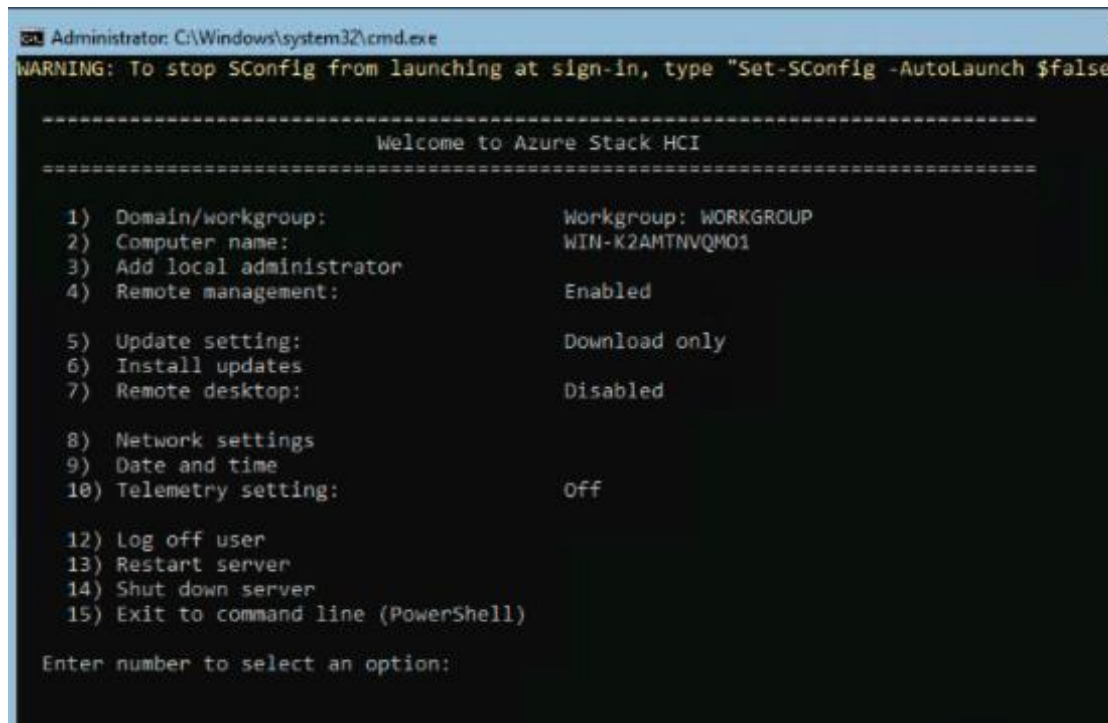 Administrator: C:\Windows\system32\cmd.exe
WARNING: To stop SConfig from launching at sign-in, type "Set-SConfig -AutoLaunch $false
================================================================================
Welcome to Azure Stack HCI
================================================================================
1) Domain/workgroup: Workgroup: WORKGROUP
2) Computer name: WIN-K2AMTNVQMO1
3) Add local administrator
4) Remote management: Enabled
5) Update setting: Download only
6) Install updates
7) Remote desktop: Disabled
8) Network settings
9) Date and time
10) Telemetry setting: Off
12) Log off user
13) Restart server
14) Shut down server
15) Exit to command line (PowerShell)
Enter number to select an option: